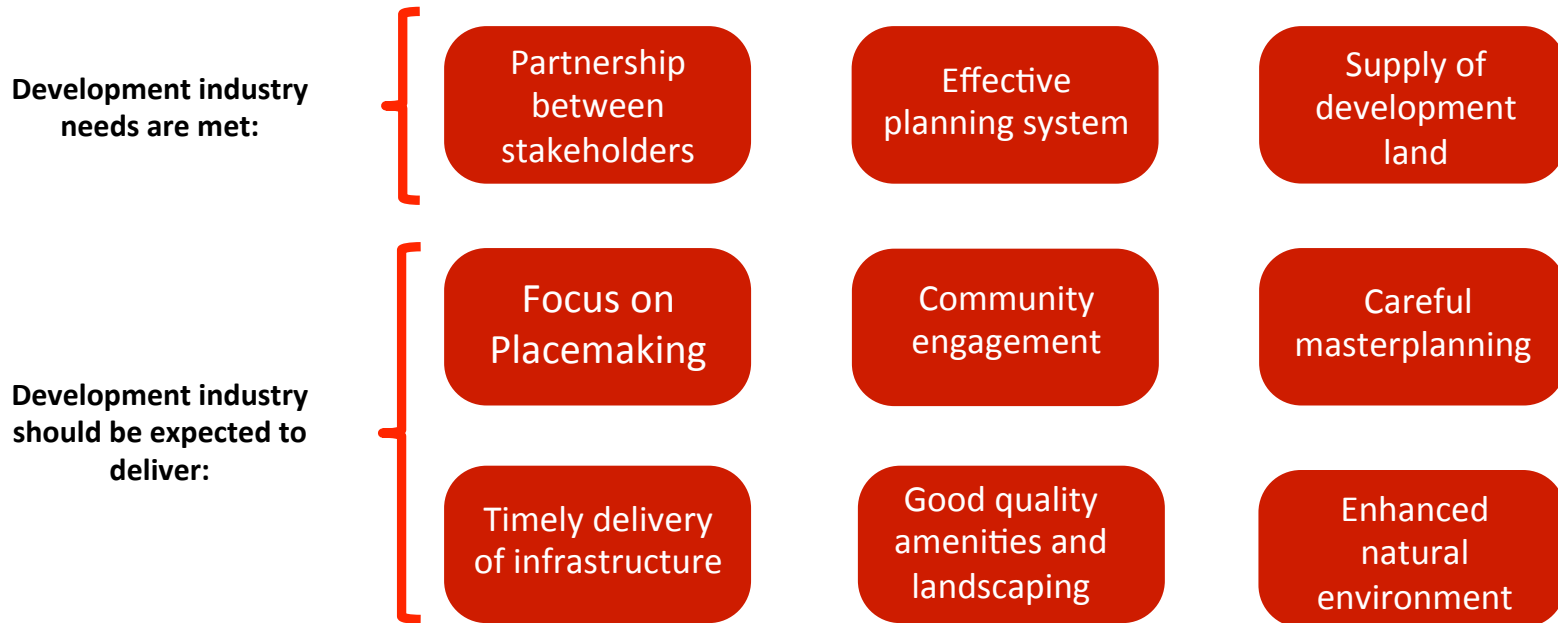 Development industry
needs are met:
Partnership
between
stakeholders
Effective
planning system
Supply of
development
land
Development industry
should be expected to
deliver:
Focus on
Placemaking
Community
engagement
Careful
masterplanning
Timely delivery
of infrastructure
Good quality
amenities and
landscaping
Enhanced
natural
environment